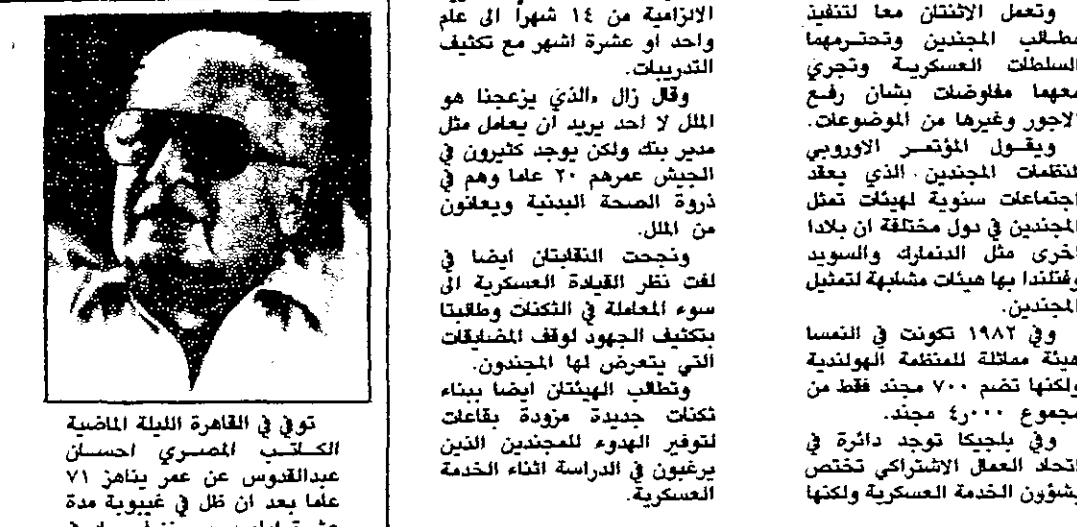 وتعمل الاثنتان معا لتنفيذ
مطالب المجندين وتحترمهما
السلطات العسكرية وتجري
معهما مفاوضات بشان رفع
الاجور وغيرها من الموضوعات.
ويقول المؤتمر الاوروبي
لمنظمات المجندين الذي يعقد
اجتماعات سنوية لهيئات تمثل
المجندين في دول مختلفة ان بلادا
اخرى مثل الدنمارك والسويد
وفنلندا بها هيئات مشابهة لتمثيل
المجندين.
وفي ١٩٨٢ تكونت في النمسا
هيئة مماثلة للمنظمة الهولندية
ولكنها تضم ٧٠٠ مجند فقط من
مجموع ٤٫٠٠٠ مجند.
وفي بلجيكا توجد دائرة في
اتحاد العمال الاشتراكي تختص
بشؤون الخدمة العسكرية ولكنها
الالزامية من ١٤ شهراً الى عام
واحد او عشرة اشهر مع تكثيف
التدريبات.
وقال زال «الذي يزعجنا هو
الملل لا احد يريد أن يعامل مثل
مدير بنك ولكن يوجد كثيرون في
الجيش عمرهم ٢٠ عاما وهم في
ذروة الصحة البدنية ويعانون
من الملل.
ونجحت النقابتان ايضا في
لفت نظر القيادة العسكرية الى
سوء المعاملة في الثكنات وطالبتا
بتكثيف الجهود لوقف المضايقات
التي يتعرض لها المجندون.
وتطالب الهيئتان ايضا ببناء
ثكنات جديدة مزودة بقاعات
لتوفير الهدوء للمجندين الذين
يرغبون في الدراسة اثناء الخدمة
العسكرية.
توفي في القاهرة الليلة الماضية
الكاتب المصري احسان
عبدالقدوس عن عمر يناهز ٧١
عاما بعد ان ظل في غيبوبة مدة